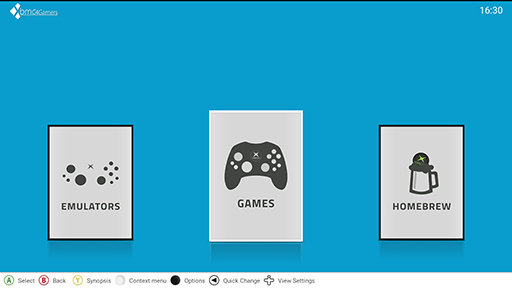 xbmc4Gamers
16:30
EMULATORS
GAMES
HOMEBREW
A Select B Back Y Synopsis Context menu Options Quick Change View Settings